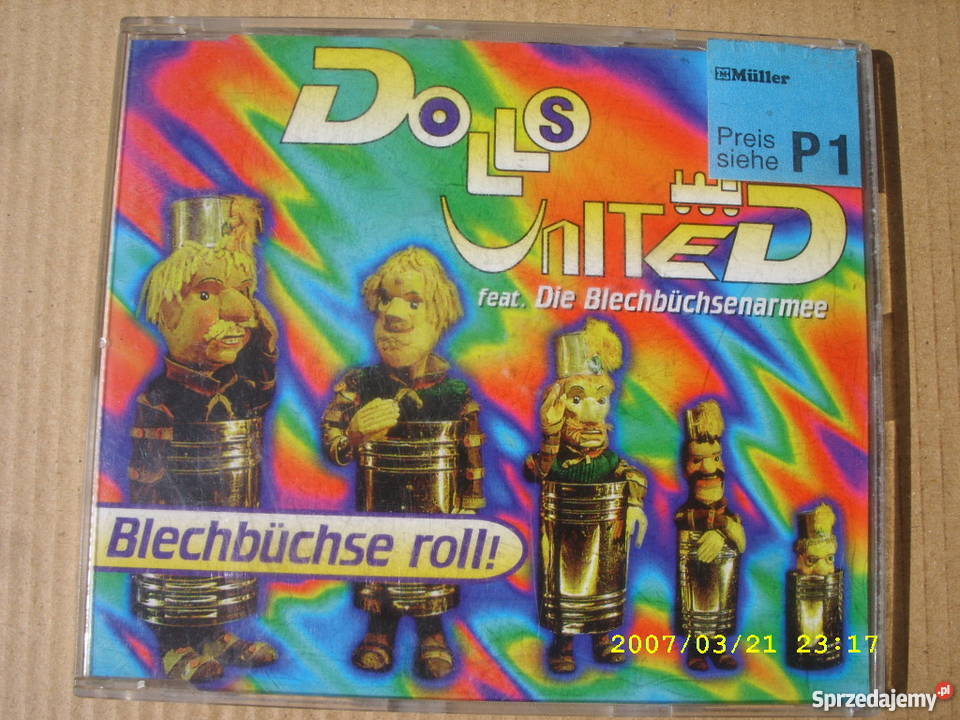 DOLLS
UNITED
feat. Die Blechbüchsenarmee
Müller
Preis
siehe P1
Blechbüchse roll!
2007/03/21 23:17
Sprzedajemy.pl